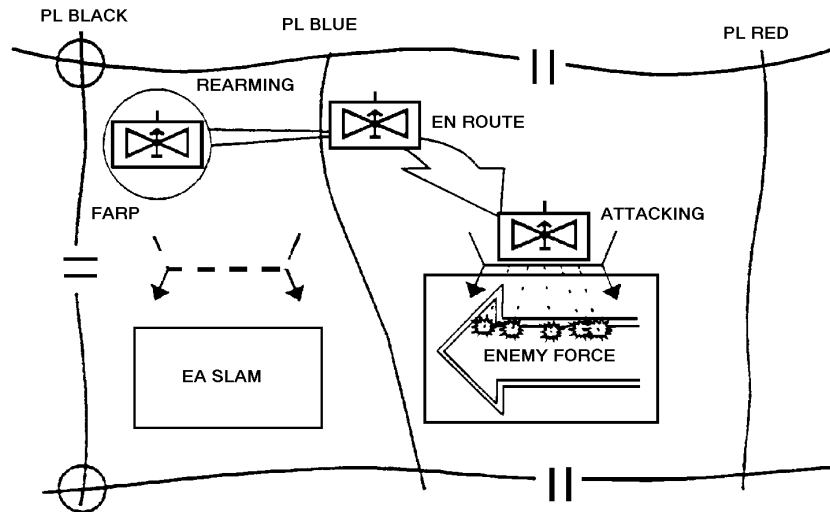 PL BLACK
PL BLUE
PL RED
REARMING
EN ROUTE
FARP
ATTACKING
ENEMY FORCE
EA SLAM